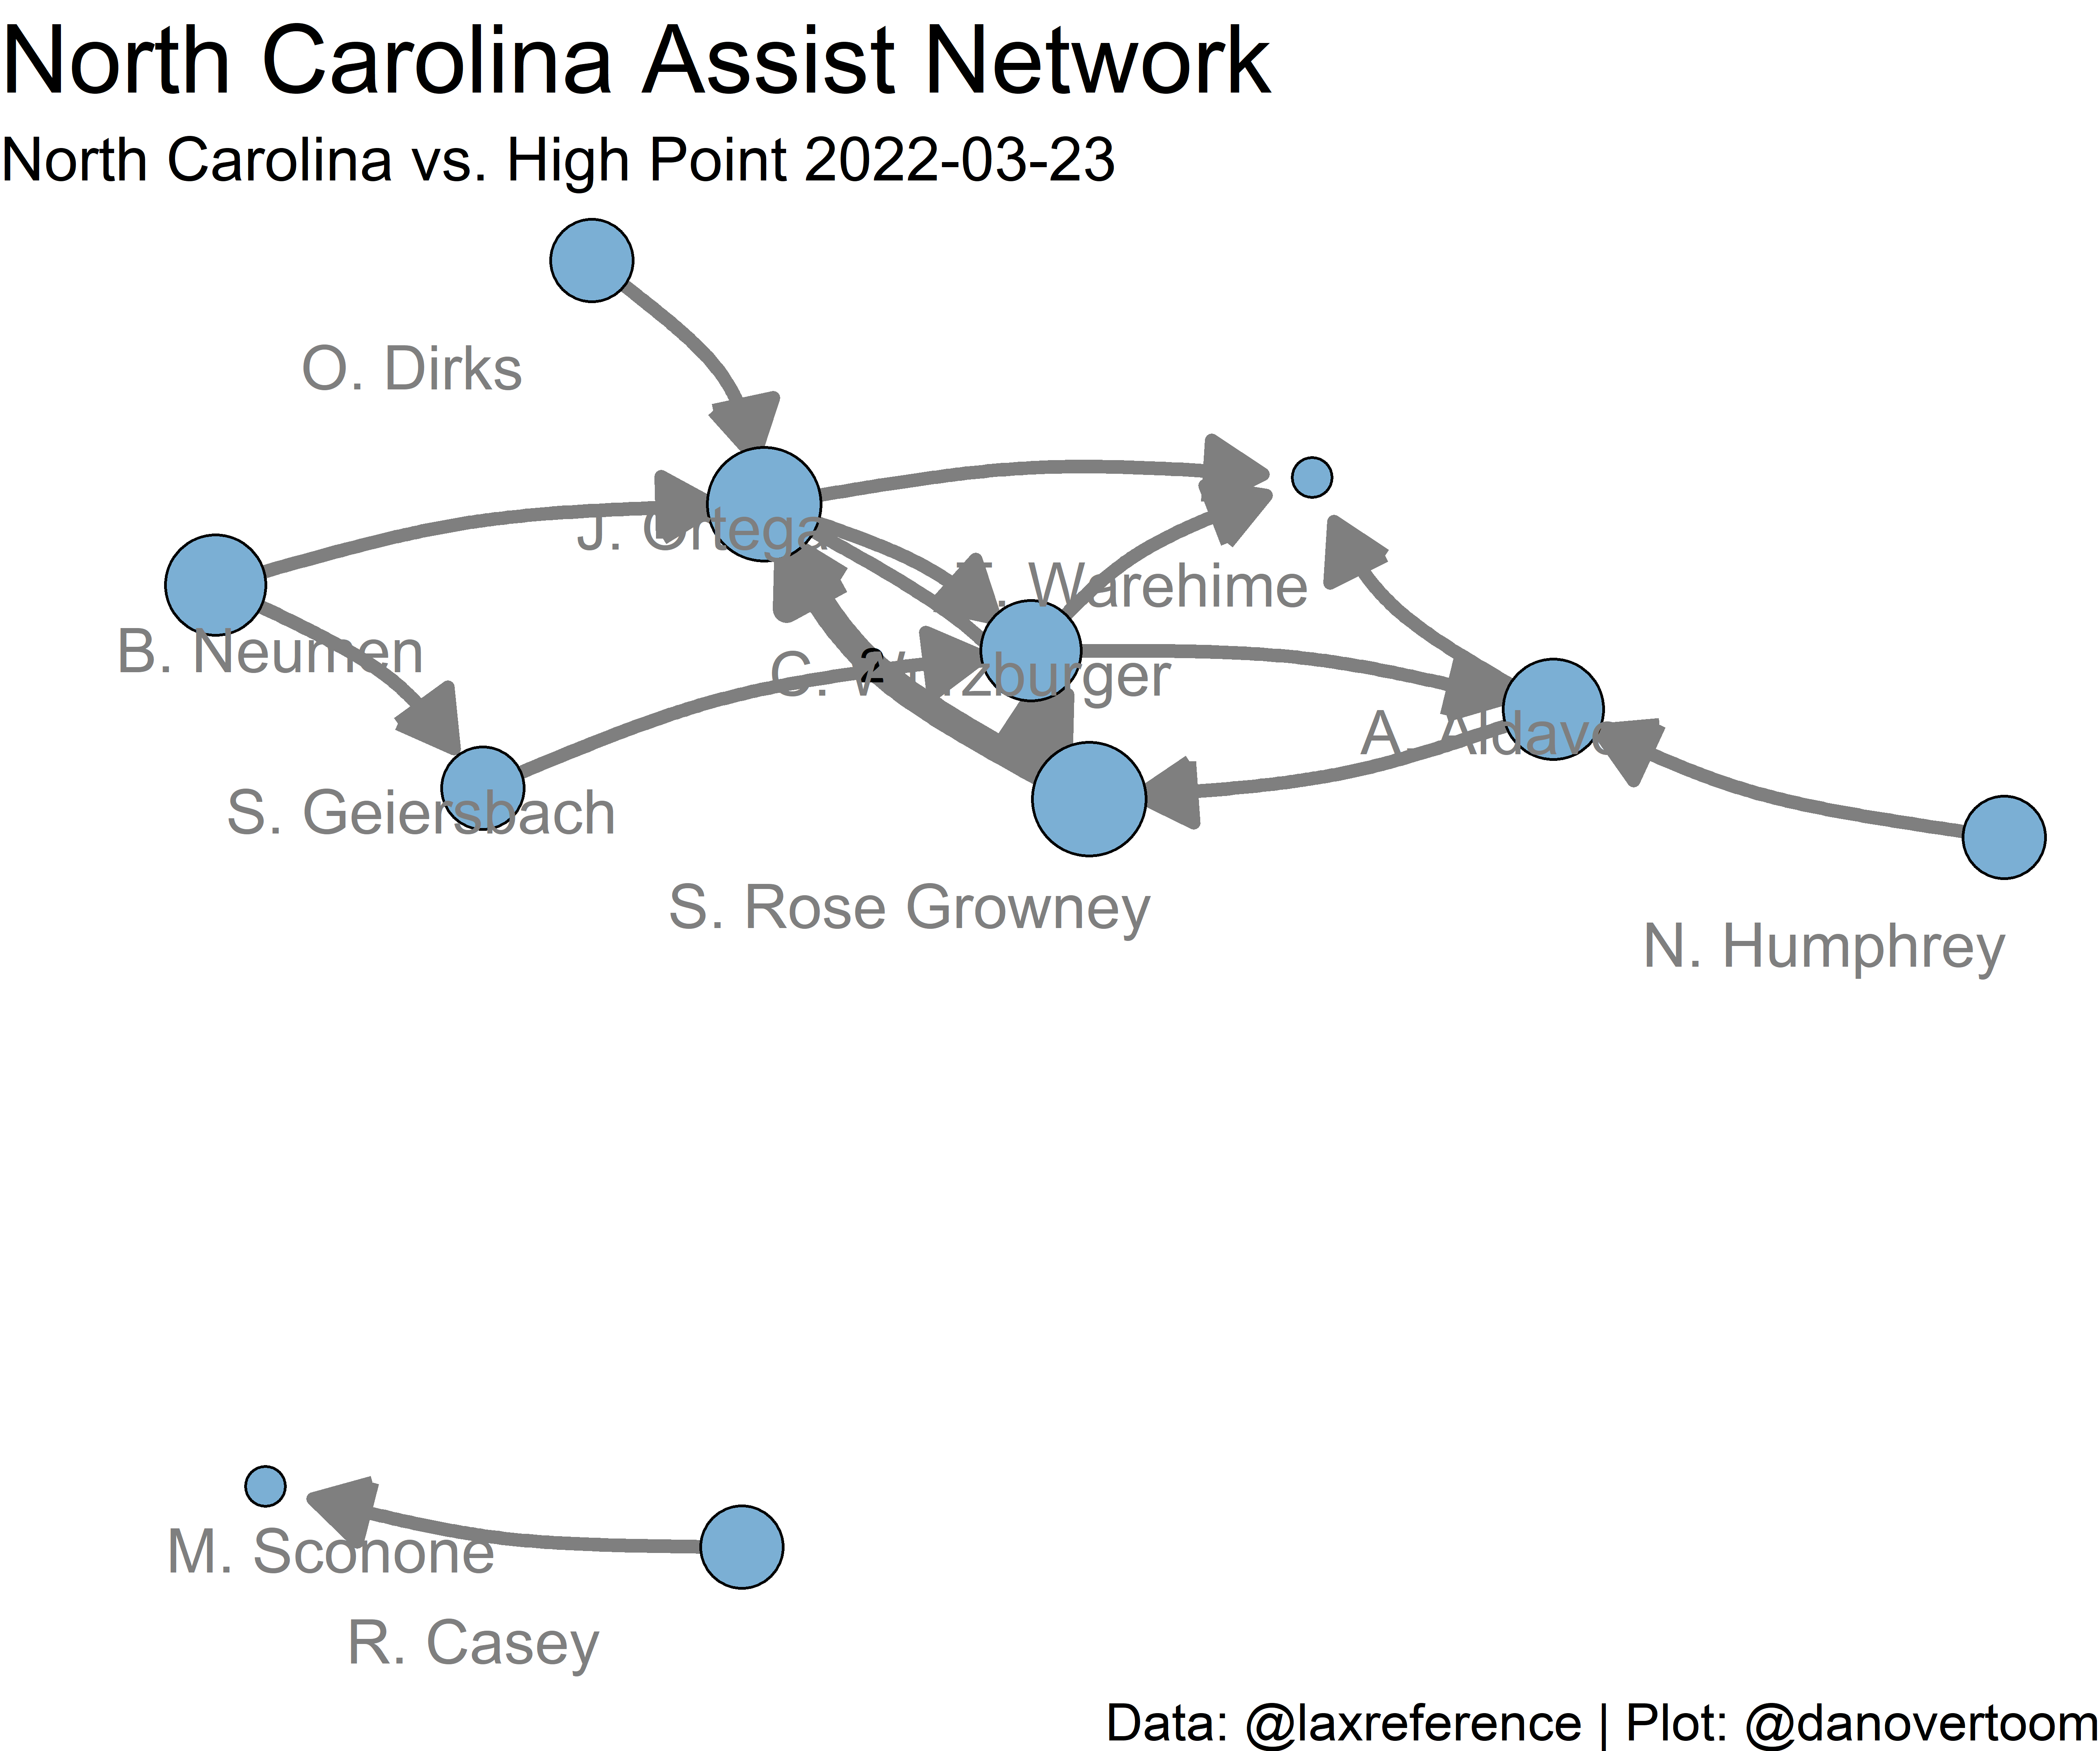 North Carolina Assist Network
North Carolina vs. High Point 2022-03-23
O. Dirks
J. Ortega
T. Warehime
B. Neumen
2
C. Wurzburger
A. Aldave
S. Geiersbach
S. Rose Growney
N. Humphrey
M. Sconone
R. Casey
Data: @laxreference | Plot: @danovertoom